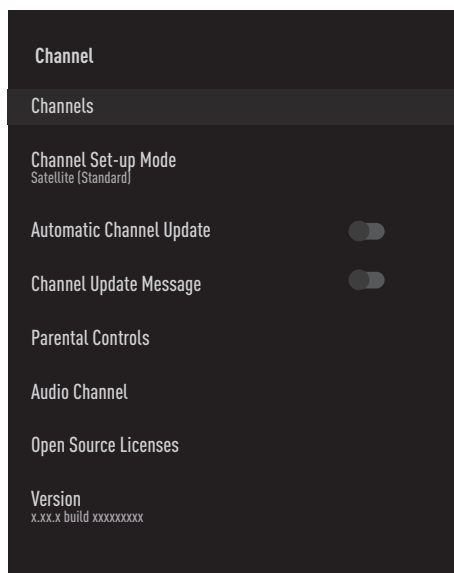 Channel
Channels
Channel Set-up Mode
Satellite (Standard)
Automatic Channel Update
Channel Update Message
Parental Controls
Audio Channel
Open Source Licenses
Version
x.xx.x build xxxxxxxxx